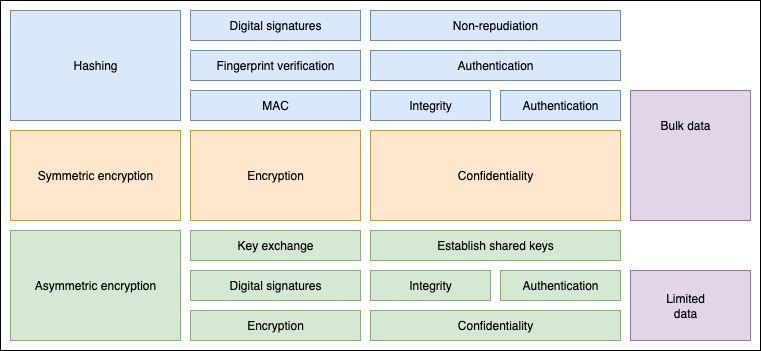 Hashing
Digital signatures
Non-repudiation
Fingerprint verification
Authentication
MAC
Integrity
Authentication
Bulk data
Symmetric encryption
Encryption
Confidentiality
Asymmetric encryption
Key exchange
Establish shared keys
Digital signatures
Integrity
Authentication
Encryption
Confidentiality
Limited
data